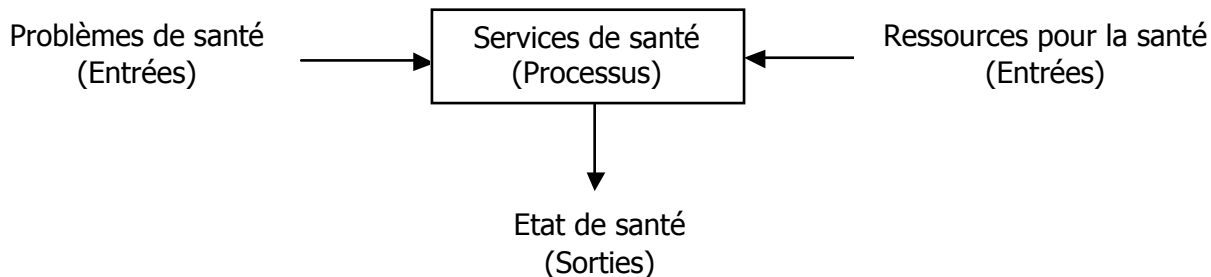 Problèmes de santé
(Entrées)
Services de santé
(Processus)
Ressources pour la santé
(Entrées)
Etat de santé
(Sorties)